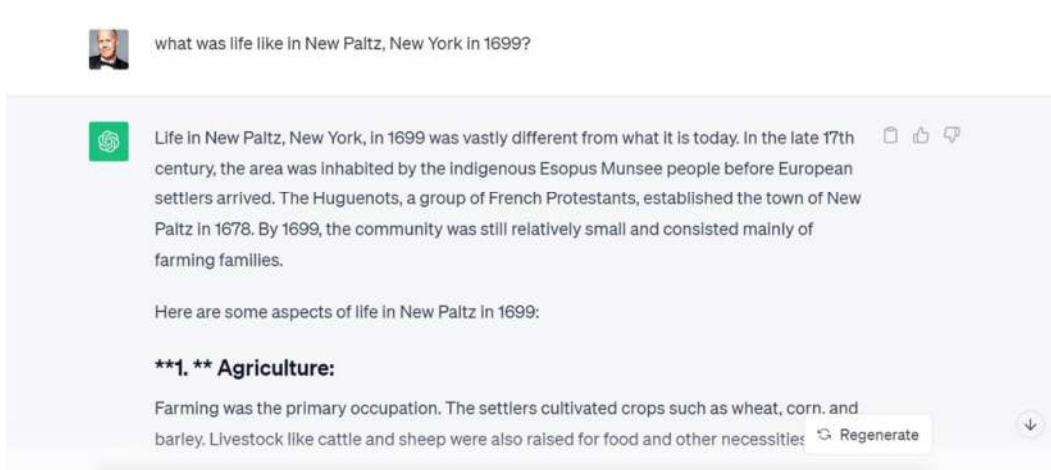 what was life like in New Paltz, New York in 1699?
Life in New Paltz, New York, in 1699 was vastly different from what it is today. In the late 17th
century, the area was inhabited by the indigenous Esopus Munsee people before European
settlers arrived. The Huguenots, a group of French Protestants, established the town of New
Paltz in 1678. By 1699, the community was still relatively small and consisted mainly of
farming families.
Here are some aspects of life in New Paltz in 1699:
**1. ** Agriculture:
Farming was the primary occupation. The settlers cultivated crops such as wheat, corn, and
barley. Livestock like cattle and sheep were also raised for food and other necessities
Regenerate